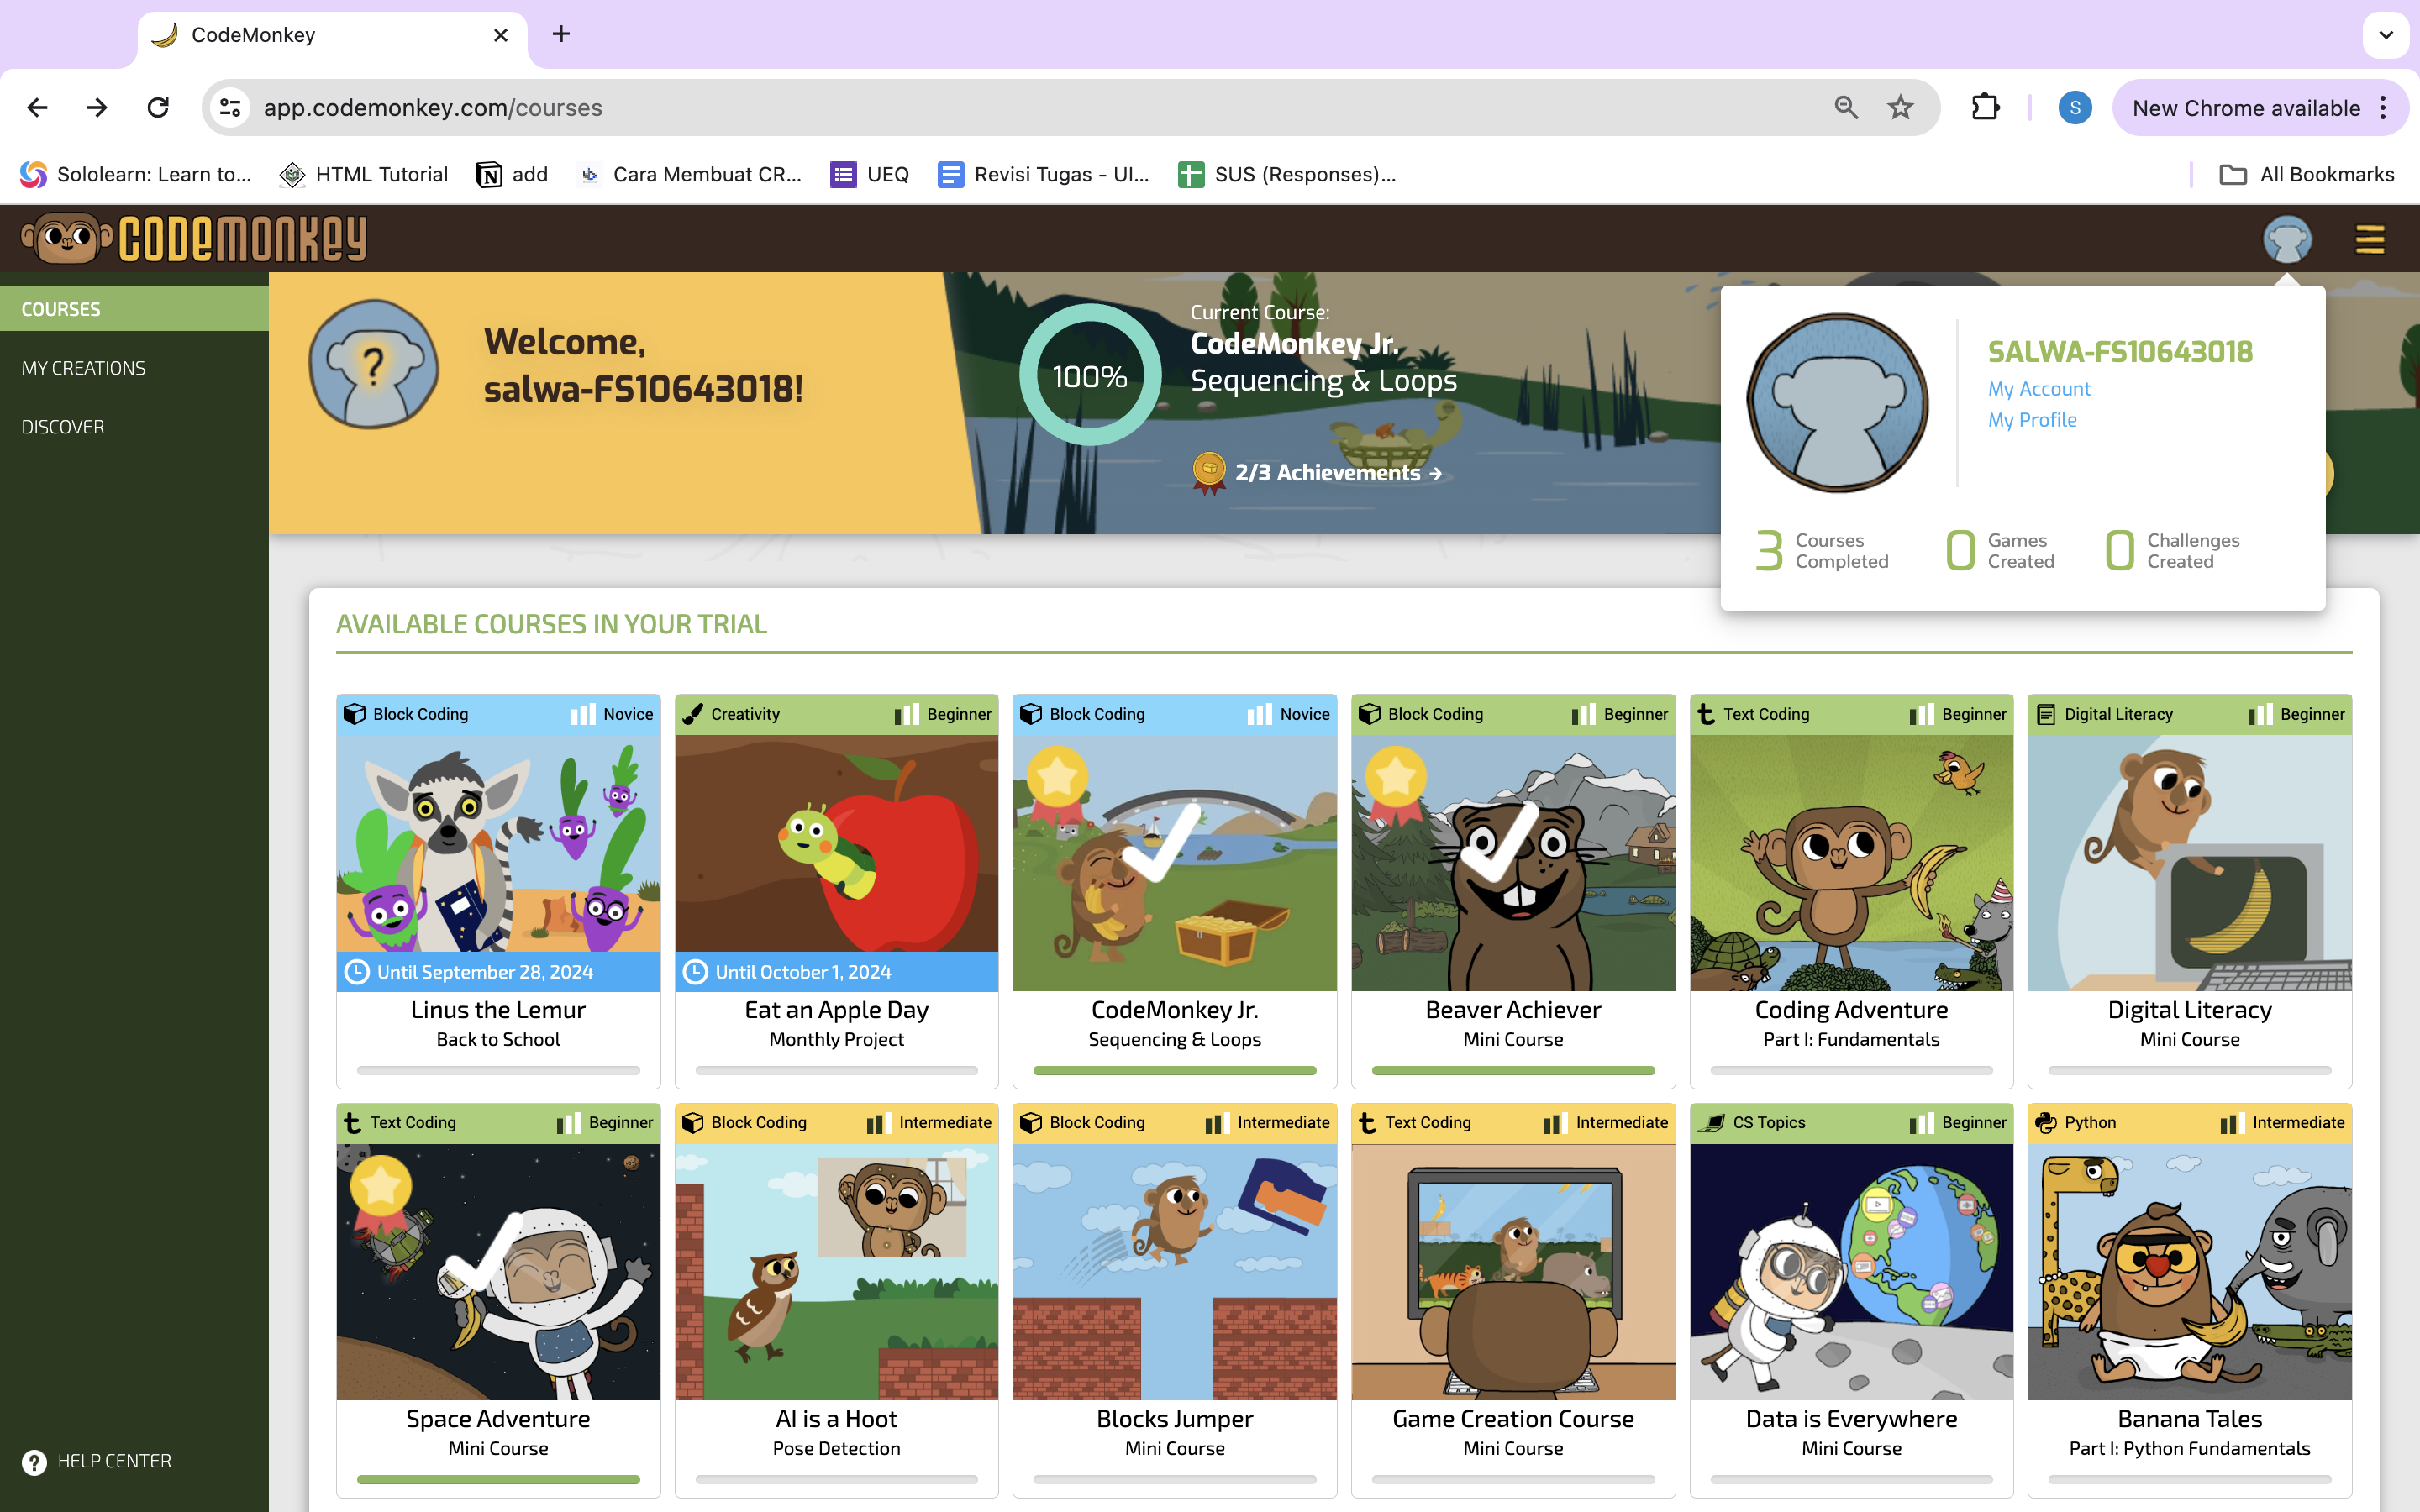 CodeMonkey
app.codemonkey.com/courses
S
New Chrome available
Sololearn: Learn to...
HTML Tutorial
add
Cara Membuat CR...
UEQ
Revisi Tugas - UI...
SUS (Responses)...
All Bookmarks
CODEMONKEY
COURSES
MY CREATIONS
DISCOVER
HELP CENTER
?
Welcome,
salwa-FS10643018!
100%
Current Course:
CodeMonkey Jr.
Sequencing & Loops
2/3 Achievements →
SALWA-FS10643018
My Account
My Profile
3 Courses Completed
0 Games Created
0 Challenges Created
AVAILABLE COURSES IN YOUR TRIAL
Block Coding Novice
Until September 28, 2024
Linus the Lemur
Back to School
Creativity Beginner
Until October 1, 2024
Eat an Apple Day
Monthly Project
Block Coding Novice
CodeMonkey Jr.
Sequencing & Loops
Block Coding Beginner
Beaver Achiever
Mini Course
Text Coding Beginner
Coding Adventure
Part I: Fundamentals
Digital Literacy Beginner
Digital Literacy
Mini Course
Text Coding Beginner
Space Adventure
Mini Course
Block Coding Intermediate
AI is a Hoot
Pose Detection
Block Coding Intermediate
Blocks Jumper
Mini Course
Text Coding Intermediate
Game Creation Course
Mini Course
CS Topics Beginner
Data is Everywhere
Mini Course
Python Intermediate
Banana Tales
Part I: Python Fundamentals